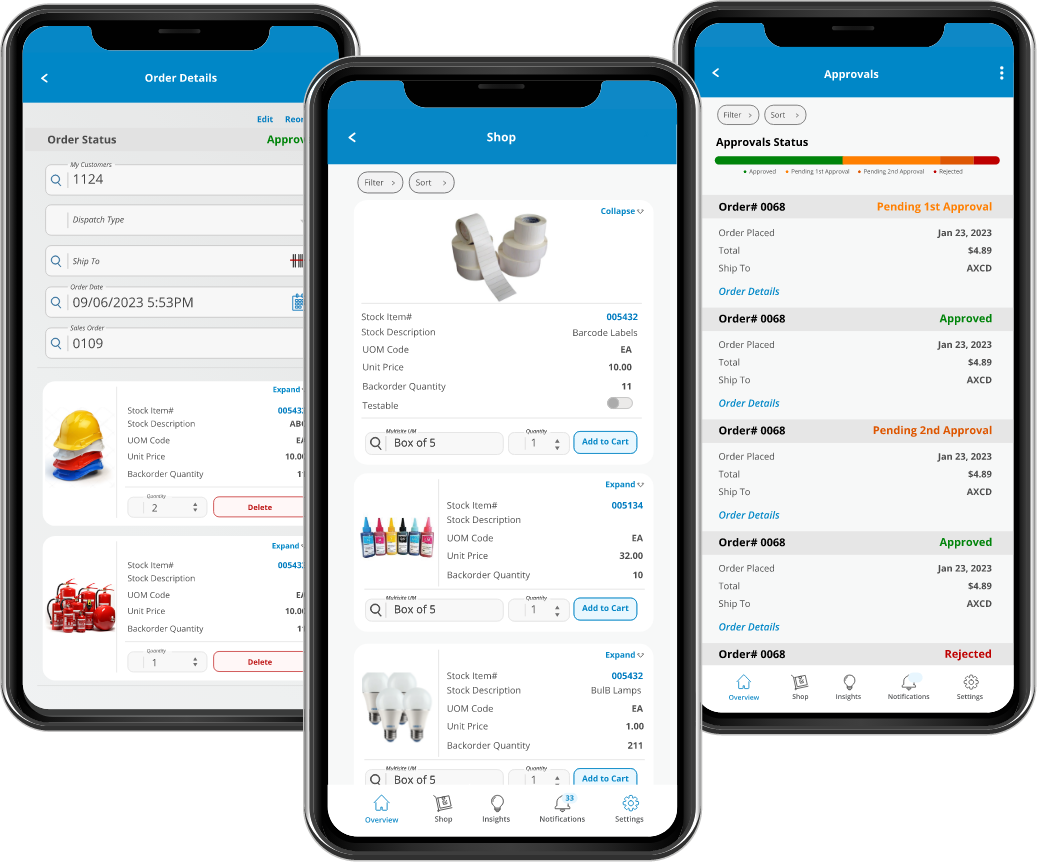 Order Details
Edit Reor
Order Status Approv
My Customers
1124
Dispatch Type
Ship To
Order Date
09/06/2023 5:53PM
Sales Order
0109
Expand
Stock Item# 00543
Stock Description AB
UOM Code EA
Unit Price 10.0
Backorder Quantity 11
Quantity
2
Delete
Expand
Stock Item# 00543
Stock Description
UOM Code EA
Unit Price 10.0
Backorder Quantity 11
Quantity
1
Delete
Shop
Filter > Sort >
Collapse
Stock Item# 005432
Stock Description Barcode Labels
UOM Code EA
Unit Price 10.00
Backorder Quantity 11
Testable
Multisite UM Quantity
Box of 5 1 Add to Cart
Expand
Stock Item# 005134
Stock Description
UOM Code EA
Unit Price 32.00
Backorder Quantity 10
Multisite UM Quantity
Box of 5 1 Add to Cart
Expand
Stock Item# 005432
Stock Description BulB Lamps
UOM Code EA
Unit Price 1.00
Backorder Quantity 211
Multisite UM Quantity
Box of 5 1 Add to Cart
33
Overview Shop Insights Notifications Settings
Approvals
Filter > Sort >
Approvals Status
Approved Pending 1st Approval Pending 2nd Approval Rejected
Order# 0068 Pending 1st Approval
Order Placed Jan 23, 2023
Total $4.89
Ship To AXCD
Order Details
Order# 0068 Approved
Order Placed Jan 23, 2023
Total $4.89
Ship To AXCD
Order Details
Order# 0068 Pending 2nd Approval
Order Placed Jan 23, 2023
Total $4.89
Ship To AXCD
Order Details
Order# 0068 Approved
Order Placed Jan 23, 2023
Total $4.89
Ship To AXCD
Order Details
Order# 0068 Rejected
Overview Shop Insights Notifications Settings